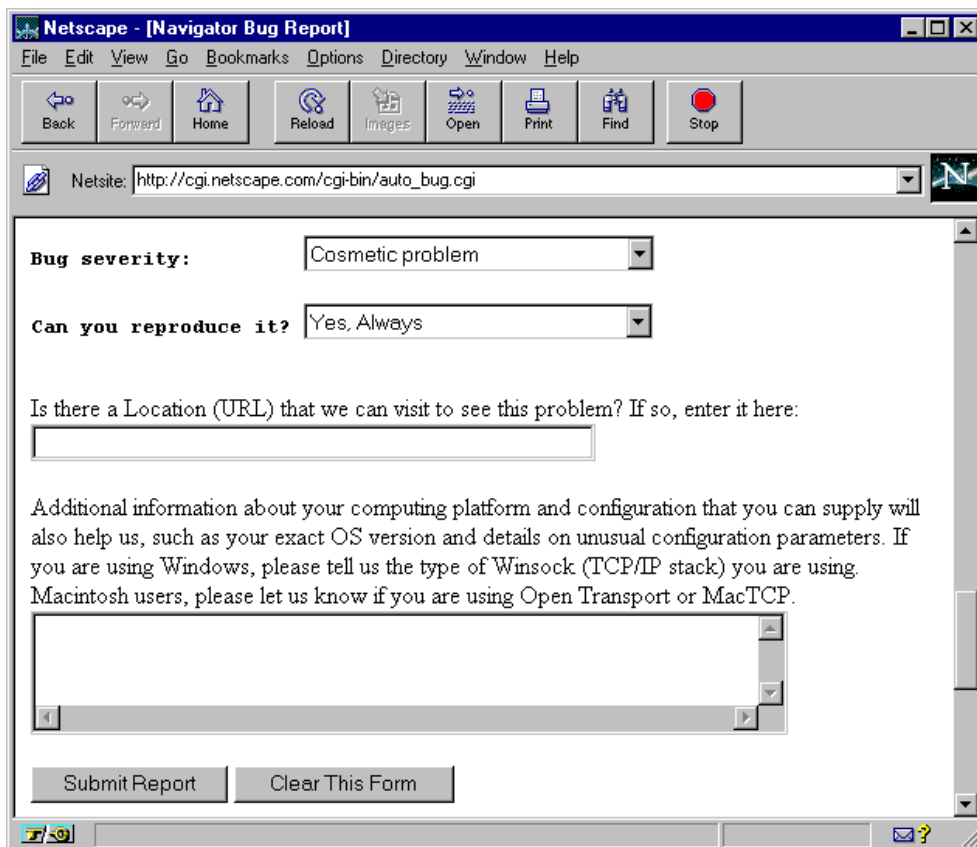 Netscape - [Navigator Bug Report]
File Edit View Go Bookmarks Options Directory Window Help
Back Forward Home Reload Images Open Print Find Stop
Netsite: http://cgi.netscape.com/cgi-bin/auto_bug.cgi
N
Bug severity: Cosmetic problem
Can you reproduce it? Yes, Always
Is there a Location (URL) that we can visit to see this problem? If so, enter it here:
Additional information about your computing platform and configuration that you can supply will
also help us, such as your exact OS version and details on unusual configuration parameters. If
you are using Windows, please tell us the type of Winsock (TCP/IP stack) you are using.
Macintosh users, please let us know if you are using Open Transport or MacTCP.
Submit Report Clear This Form
?